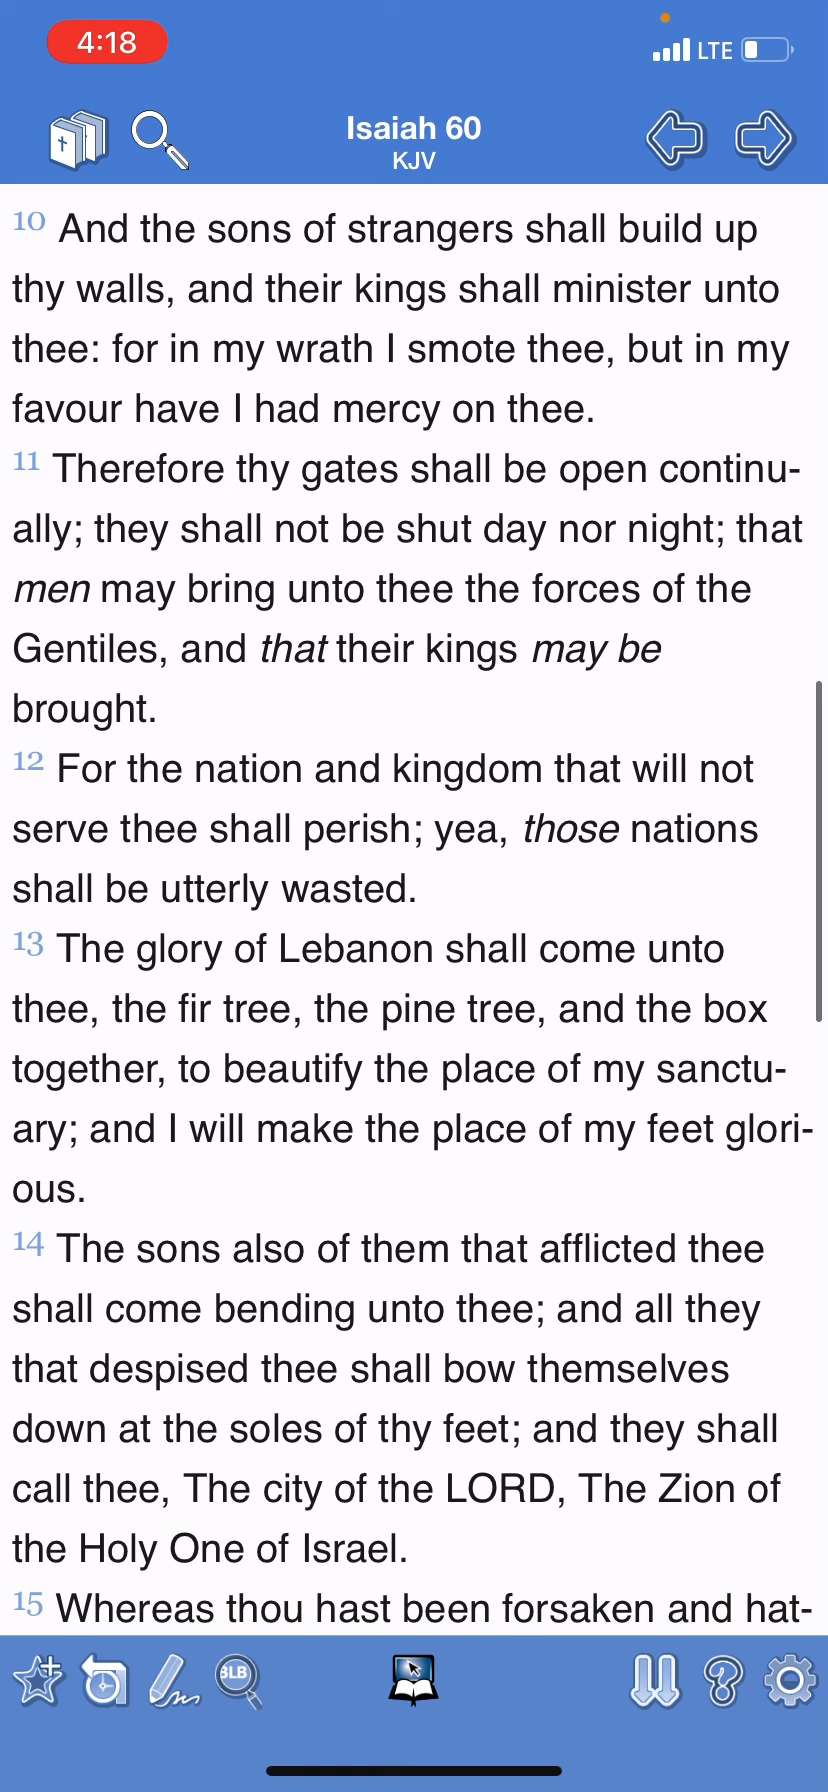 4:18
LTE
Isaiah 60
KJV
10 And the sons of strangers shall build up
thy walls, and their kings shall minister unto
thee: for in my wrath I smote thee, but in my
favour have I had mercy on thee.
11 Therefore thy gates shall be open continu-
ally; they shall not be shut day nor night; that
men may bring unto thee the forces of the
Gentiles, and that their kings may be
brought.
12 For the nation and kingdom that will not
serve thee shall perish; yea, those nations
shall be utterly wasted.
13 The glory of Lebanon shall come unto
thee, the fir tree, the pine tree, and the box
together, to beautify the place of my sanctu-
ary; and I will make the place of my feet glori-
ous.
14 The sons also of them that afflicted thee
shall come bending unto thee; and all they
that despised thee shall bow themselves
down at the soles of thy feet; and they shall
call thee, The city of the LORD, The Zion of
the Holy One of Israel.
15 Whereas thou hast been forsaken and hat-
BLB